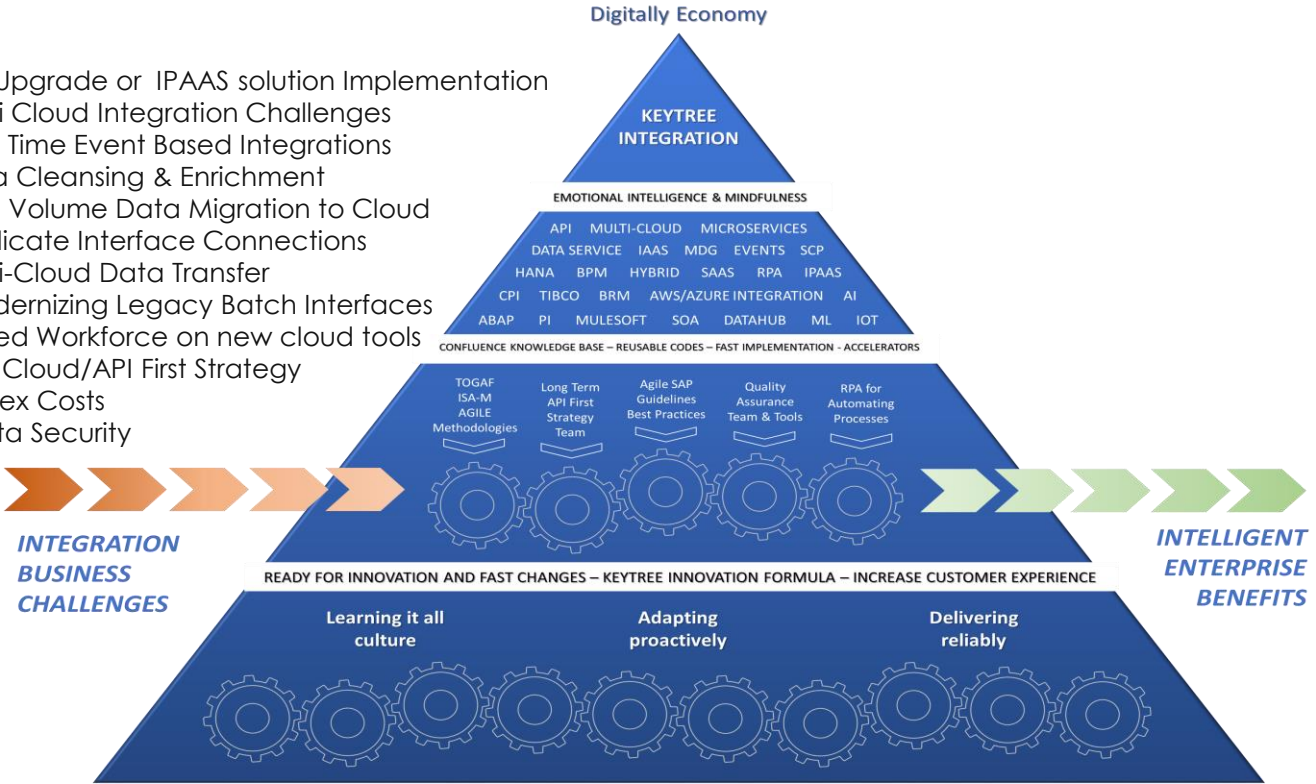 Digitally Economy
Upgrade or IPAAS solution Implementation
Cloud Integration Challenges
Time Event Based Integrations
Cleansing & Enrichment
Volume Data Migration to Cloud
Interface Connections
Data Transfer
Legacy Batch Interfaces
Workforce on new cloud tools
Cloud/API First Strategy
Costs
Security
KEYTREE
INTEGRATION
EMOTIONAL INTELLIGENCE & MINDFULNESS
API MULTI-CLOUD MICROSERVICES
DATA SERVICE IAAS MDG EVENTS SCP
HANA BPM HYBRID SAAS RPA IPAAS
CPI TIBCO BRM AWS/AZURE INTEGRATION AI
ABAP PI MULESOFT SOA DATAHUB ML IOT
CONFLUENCE KNOWLEDGE BASE – REUSABLE CODES – FAST IMPLEMENTATION - ACCELERATORS
TOGAF
ISA-M
AGILE
Methodologies
Long Term
API First
Strategy
Team
Agile SAP
Guidelines
Best Practices
Quality
Assurance
Team & Tools
RPA for
Automating
Processes
INTEGRATION
BUSINESS
CHALLENGES
INTELLIGENT
ENTERPRISE
BENEFITS
READY FOR INNOVATION AND FAST CHANGES – KEYTREE INNOVATION FORMULA – INCREASE CUSTOMER EXPERIENCE
Learning it all
culture
Adapting
proactively
Delivering
reliably